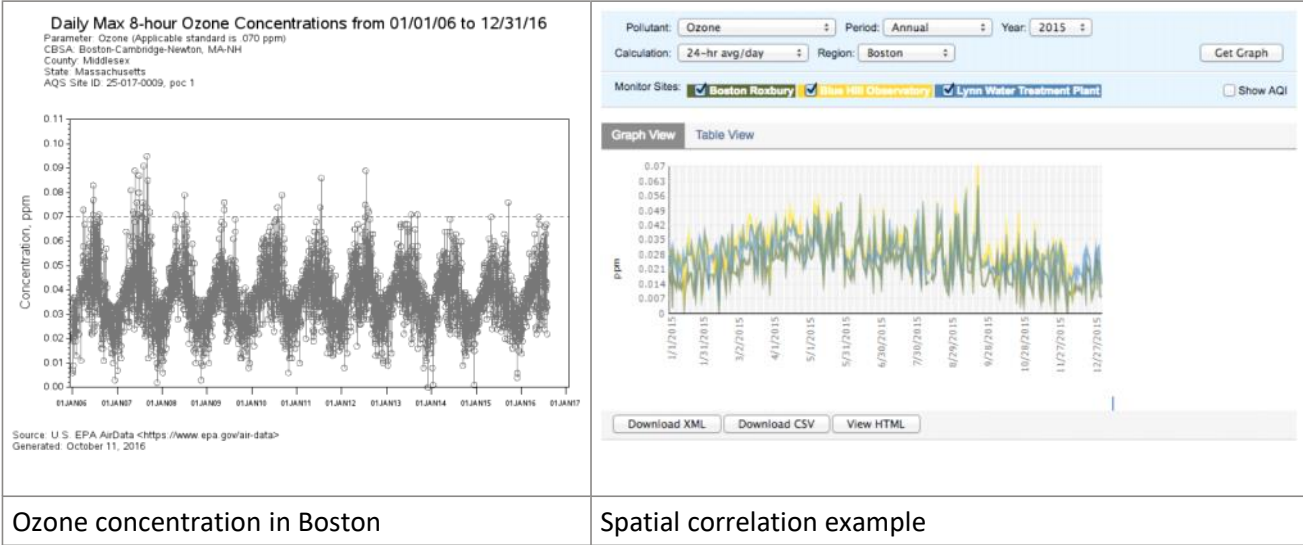 Daily Max 8-hour Ozone Concentrations from 01/01/06 to 12/31/16
Parameter: Ozone (Applicable standard is .070 ppm)
CBSA: Boston-Cambridge-Newton, MA-NH
County: Middlesex
State: Massachusetts
AQS Site ID: 25-017-0009, poc 1
Concentration, ppm
0.11
0.10
0.09
0.08
0.07
0.06
0.05
0.04
0.03
0.02
0.01
0.00
01JAN06 01JAN07 01JAN08 01JAN09 01JAN10 01JAN11 01JAN12 01JAN13 01JAN14 01JAN15 01JAN16 01JAN17
Source: U.S. EPA AirData <https://www.epa.gov/air-data>
Generated: October 11, 2016
Pollutant: Ozone Period: Annual Year: 2015
Calculation: 24-hr avg/day Region: Boston Get Graph
Monitor Sites: Boston Roxbury Blue Hill Observatory Lynn Water Treatment Plant Show AQI
Graph View Table View
ppm
0.07
0.063
0.056
0.049
0.042
0.035
0.028
0.021
0.014
0.007
0
1/1/2015 1/31/2015 3/2/2015 4/1/2015 5/1/2015 5/31/2015 6/30/2015 7/30/2015 8/29/2015 9/28/2015 10/28/2015 11/27/2015 12/27/2015
Download XML Download CSV View HTML
Ozone concentration in Boston
Spatial correlation example